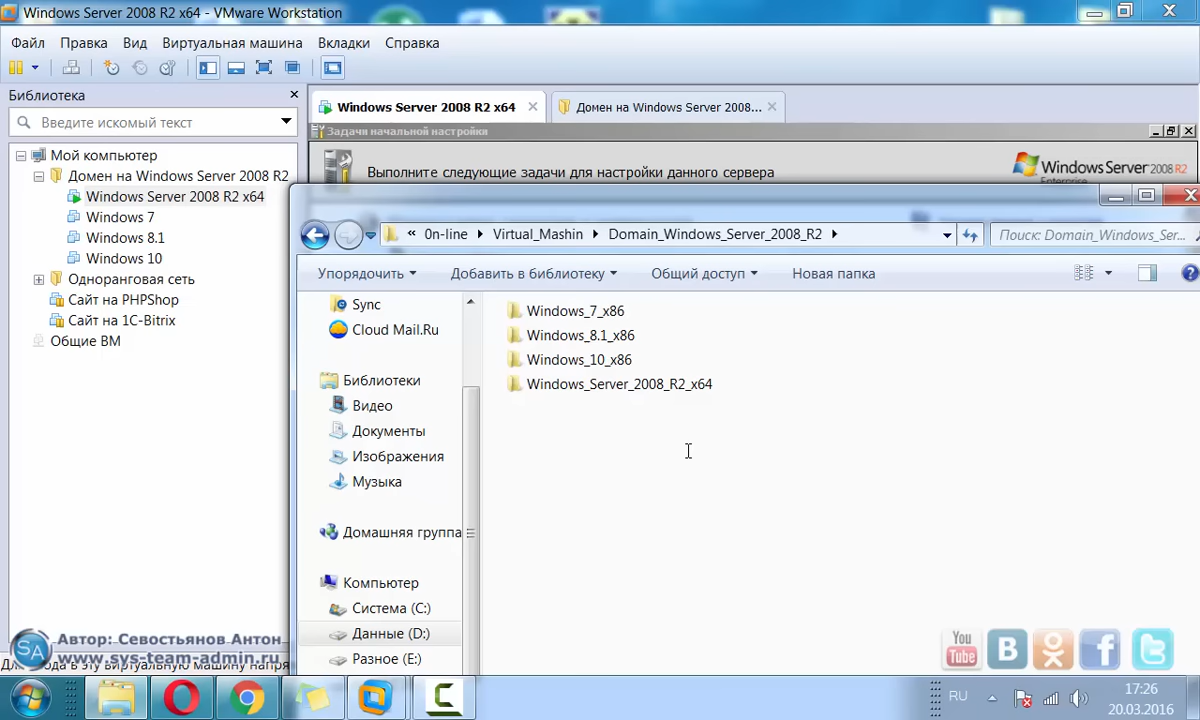 Windows Server 2008 R2 x64 - VMware Workstation
Файл Правка Вид Виртуальная машина Вкладки Справка
Библиотека
Введите искомый текст
Мой компьютер
Домен на Windows Server 2008 R2
Windows Server 2008 R2 x64
Windows 7
Windows 8.1
Windows 10
Одноранговая сеть
Сайт на PHPShop
Сайт на 1C-Bitrix
Общие ВМ
Windows Server 2008 R2 x64
Домен на Windows Server 2008...
Задачи начальной настройки
Выполните следующие задачи для настройки данного сервера
Windows Server 2008 R2
Enterprise
« 0n-line Virtual_Mashin Domain_Windows_Server_2008_R2
Поиск: Domain_Windows_Ser...
Упорядочить Добавить в библиотеку Общий доступ Новая папка
Sync
Cloud Mail.Ru
Библиотеки
Видео
Документы
Изображения
Музыка
Домашняя группа
Компьютер
Система (C:)
Данные (D:)
Разное (E:)
Windows_7_x86
Windows_8.1_x86
Windows_10_x86
Windows_Server_2008_R2_x64
SA
Автор: Севостьянов Антон
www.sys-team-admin.ru
You Tube
RU
17:26
20.03.2016